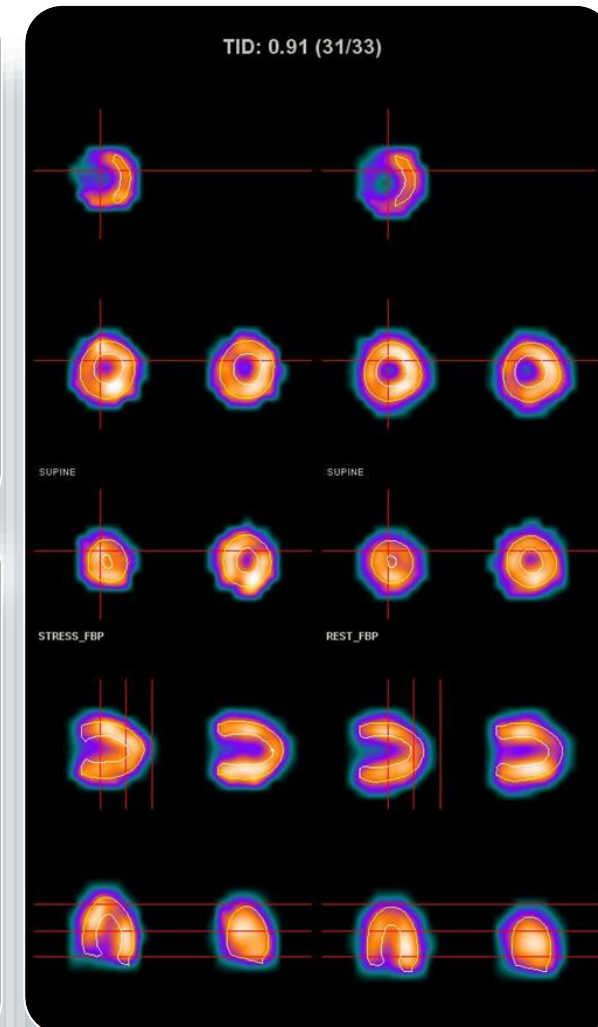 TID: 0.91 (31/33)
SUPINE
SUPINE
STRESS_FBP
REST_FBP